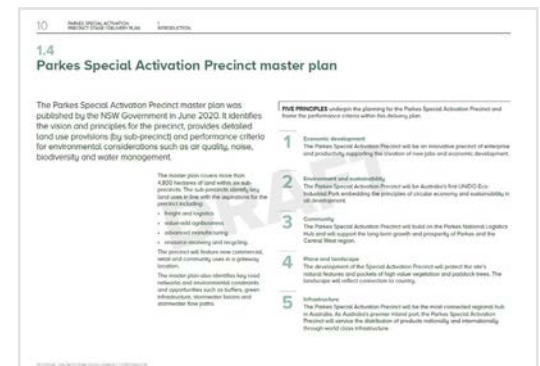 10
PARKES SPECIAL ACTIVATION
PRECINCT STAGE 1 DELIVERY PLAN
1
INTRODUCTION
1.4
Parkes Special Activation Precinct master plan
The Parkes Special Activation Precinct master plan was
published by the NSW Government in June 2020. It identifies
the vision and principles for the precinct, provides detailed
land use provisions (by sub-precinct) and performance criteria
for environmental considerations such as air quality, noise,
biodiversity and water management.
The master plan covers more than
4,800 hectares of land within six sub-
precincts. The sub-precincts identify key
land uses in line with the aspirations for the
precinct including:
• freight and logistics
• value-add agribusiness
• advanced manufacturing
• resource recovery and recycling.
The precinct will feature new commercial,
retail and community uses in a gateway
location.
The master plan also identifies key road
networks and environmental constraints
and opportunities such as buffers, green
infrastructure, stormwater basins and
stormwater flow paths.
FIVE PRINCIPLES underpin the planning for the Parkes Special Activation Precinct and
frame the performance criteria within this delivery plan.
1
Economic development
The Parkes Special Activation Precinct will be an innovative precinct of enterprise
and productivity supporting the creation of new jobs and economic development.
2
Environment and sustainability
The Parkes Special Activation Precinct will be Australia's first UNIDO Eco-
Industrial Park embedding the principles of circular economy and sustainability in
all development.
3
Community
The Parkes Special Activation Precinct will build on the Parkes National Logistics
Hub and will support the long-term growth and prosperity of Parkes and the
Central West region.
4
Place and landscape
The development of the Special Activation Precinct will protect the site's
natural features and pockets of high value vegetation and paddock trees. The
landscape will reflect connection to country.
5
Infrastructure
The Parkes Special Activation Precinct will be the most connected regional hub
in Australia. As Australia's premier inland port, the Parkes Special Activation
Precinct will service the distribution of products nationally and internationally
through world class infrastructure.
DRAFT